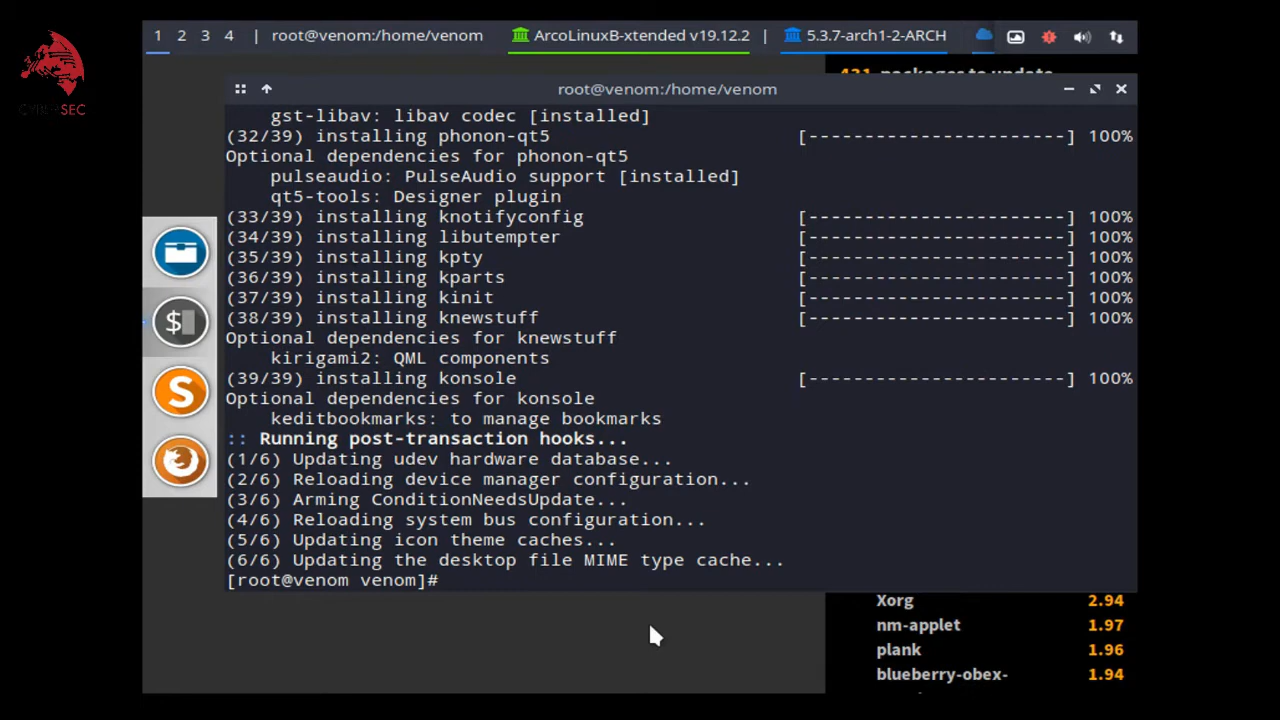 1 2 3 4 | root@venom:/home/venom ArcoLinuxB-xtended v19.12.2 | 5.3.7-arch1-2-ARCH
CYBERSEC
root@venom:/home/venom
gst-libav: libav codec [installed]
(32/39) installing phonon-qt5 [-----------------------] 100%
Optional dependencies for phonon-qt5
pulseaudio: PulseAudio support [installed]
qt5-tools: Designer plugin
(33/39) installing knotifyconfig [-----------------------] 100%
(34/39) installing libutempter [-----------------------] 100%
(35/39) installing kpty [-----------------------] 100%
(36/39) installing kparts [-----------------------] 100%
(37/39) installing kinit [-----------------------] 100%
(38/39) installing knewstuff [-----------------------] 100%
Optional dependencies for knewstuff
kirigami2: QML components
(39/39) installing konsole [-----------------------] 100%
Optional dependencies for konsole
keditbookmarks: to manage bookmarks
:: Running post-transaction hooks...
(1/6) Updating udev hardware database...
(2/6) Reloading device manager configuration...
(3/6) Arming ConditionNeedsUpdate...
(4/6) Reloading system bus configuration...
(5/6) Updating icon theme caches...
(6/6) Updating the desktop file MIME type cache...
[root@venom venom]#
Xorg 2.94
nm-applet 1.97
plank 1.96
blueberry-obex- 1.94